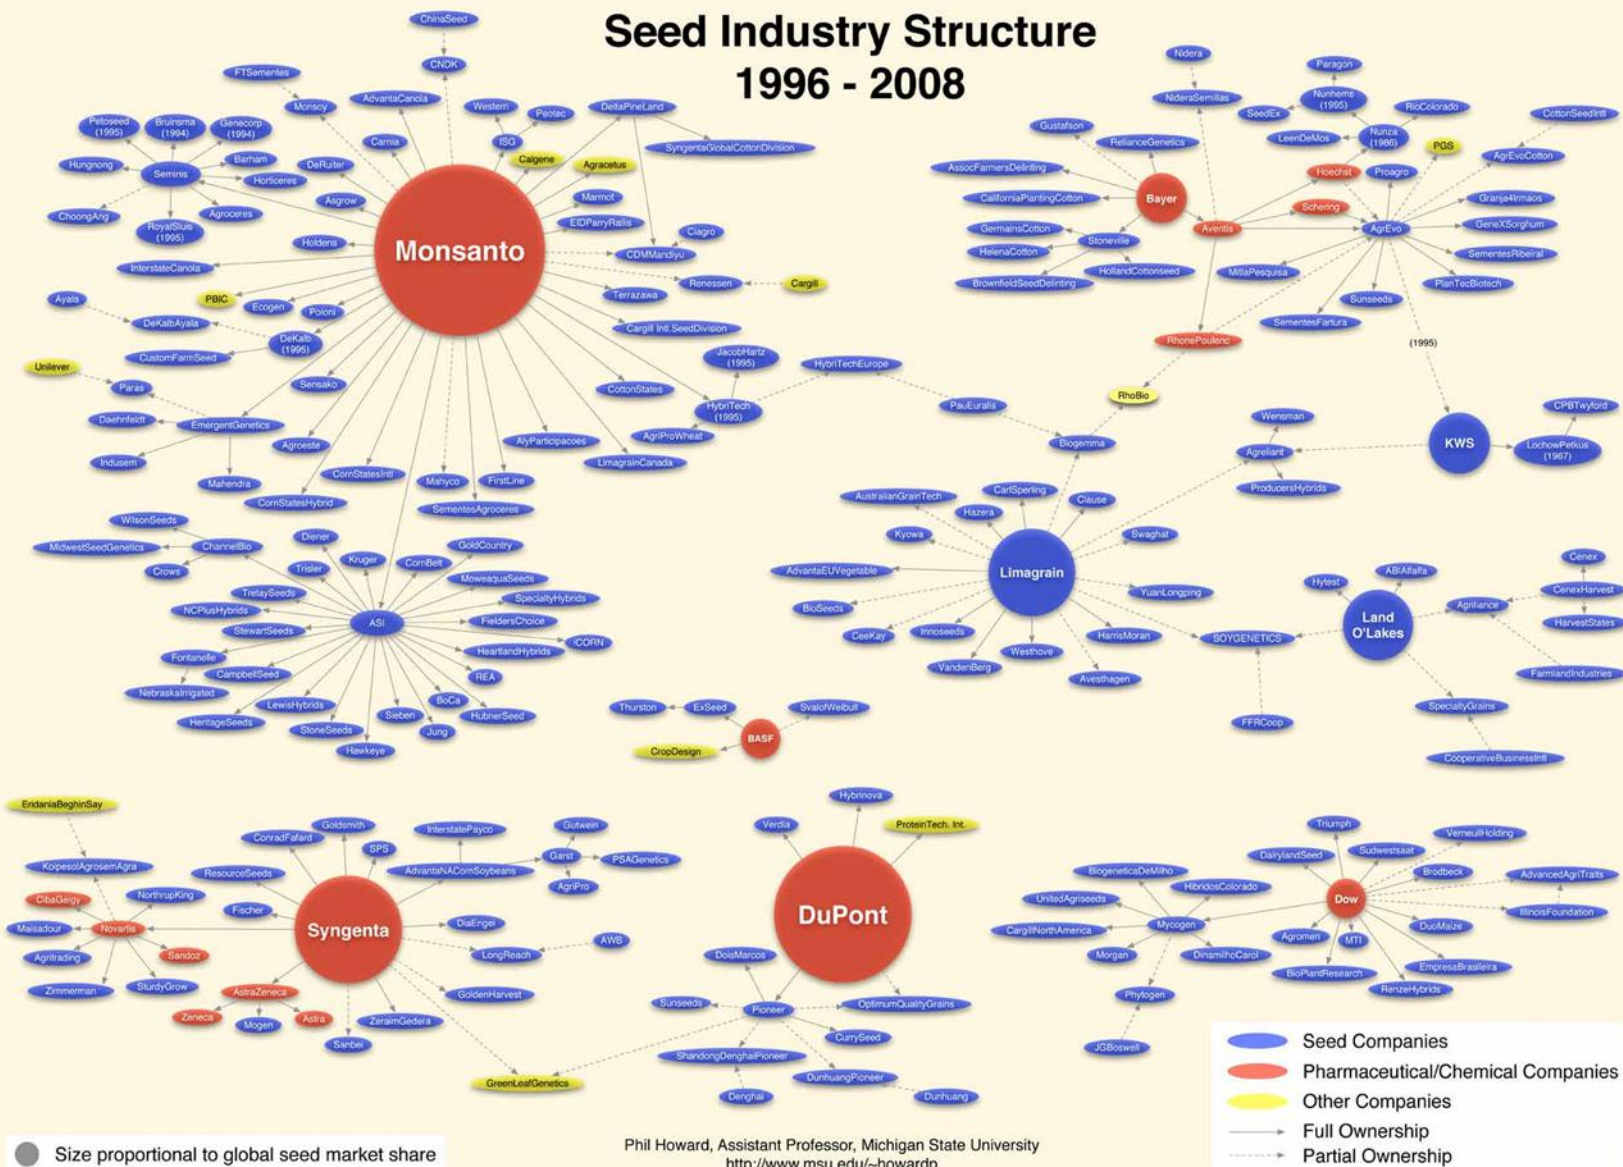 Seed Industry Structure
1996 - 2008
ChinaSeed
CNDK
FTSementes
Monsoy
AdvantaCanola
Western
Peotec
ISG
DeltaPineLand
SyngentaGlobalCottonDivision
Petoseed
(1995)
Bruinsma
(1994)
Genecorp
(1994)
Hungnong
Seminis
Barham
Horticeres
ChoongAng
RoyalSluis
(1995)
Agroceres
Carnia
DeRuiter
Asgrow
Calgene
Agracetus
Marmot
EIDParryRallis
Ciagro
CDMMandiyu
Holdens
InterstateCanola
Monsanto
Renessen
Cargill
Terrazawa
PBIC
Ecogen
Poloni
Ayala
DeKalbAyala
DeKalb
(1995)
CustomFarmSeed
Cargill Intl.SeedDivision
JacobHartz
(1995)
HybriTechEurope
Unilever
Paras
Sensako
CottonStates
HybriTech
(1995)
AgriProWheat
PauEuralis
Daehnfeldt
EmergentGenetics
Indusem
Mahendra
Agroeste
CornStatesIntl
CornStatesHybrid
Mahyco
FirstLine
SementesAgroceres
AlyParticipacoes
LimagrainCanada
WilsonSeeds
MidwestSeedGenetics
ChannelBio
Crows
Diener
Kruger
Trisler
CornBelt
GoldCountry
MoweaquaSeeds
TrelaySeeds
SpecialtyHybrids
NCPlusHybrids
StewartSeeds
ASI
FieldersChoice
ICORN
HeartlandHybrids
Fontanelle
CampbellSeed
REA
NebraskaIrrigated
LewisHybrids
BoCa
HubnerSeed
HeritageSeeds
StoneSeeds
Sieben
Jung
Hawkeye
Nidera
NideraSemillas
Gustafson
RelianceGenetics
AssocFarmersDelinting
CaliforniaPlantingCotton
Bayer
GermainsCotton
Stoneville
HelenaCotton
BrownfieldSeedDelinting
HollandCottonseed
Aventis
Paragon
Nunhems
(1995)
SeedEx
RioColorado
LeenDeMos
Nunza
(1986)
Hoechst
PGS
Proagro
CottonSeedIntl
AgrEvoCotton
Schering
AgrEvo
Granja4Irmaos
GeneXSorghum
SementesRibeiral
PlanTecBiotech
MitlaPesquisa
Sunseeds
SementesFartura
RhonePoulenc
(1995)
RhoBio
Biogemma
Wensman
Agreliant
ProducersHybrids
KWS
CPBTwyford
LochowPetkus
(1967)
AustralianGrainTech
CarlSperling
Clause
Hazera
Kyowa
Swaghat
AdvantaEUVegetable
Limagrain
YuanLongping
BioSeeds
CeeKay
Innoseeds
VandenBerg
Westhove
HarrisMoran
Avesthagen
SOYGENETICS
FFRCoop
Hytest
ABIAlfalfa
Land
O'Lakes
Agriliance
Cenex
CenexHarvest
HarvestStates
FarmlandIndustries
SpecialtyGrains
CooperativeBusinessIntl
Thurston
ExSeed
SvalofWeibull
BASF
CropDesign
EridaniaBeghinSay
KoipesolAgrosemAgra
CibaGeigy
NorthrupKing
Maisadour
Novartis
Agritrading
Sandoz
Zimmerman
SturdyGrow
ConradFafard
Goldsmith
SPS
ResourceSeeds
Fischer
Syngenta
InterstatePayco
AdvantaNACornSoybeans
Gutwein
Garst
PSAGenetics
AgriPro
DiaEngei
LongReach
AWB
GoldenHarvest
AstraZeneca
Zeneca
Mogen
Astra
Sanbei
ZeraimGedera
GreenLeafGenetics
Hybrinova
Verdia
ProteinTech. Int.
DuPont
DoisMarcos
Sunseeds
Pioneer
OptimumQualityGrains
CurrySeed
ShandongDenghaiPioneer
Denghai
DunhuangPioneer
Dunhuang
Triumph
VerneuilHolding
DairylandSeed
Sudwestsaat
Brodbeck
AdvancedAgriTraits
Dow
IllinoisFoundation
DuoMaize
Agromen
MTI
BioPlantResearch
EmpresaBrasileira
RenzeHybrids
BiogeneticaDeMilho
HibridosColorado
UnitedAgriseeds
CargillNorthAmerica
Mycogen
Morgan
DinamilhoCarol
Phytogen
JGBoswell
Seed Companies
Pharmaceutical/Chemical Companies
Other Companies
Full Ownership
Partial Ownership
Size proportional to global seed market share
Phil Howard, Assistant Professor, Michigan State University
http://www.msu.edu/~howardp